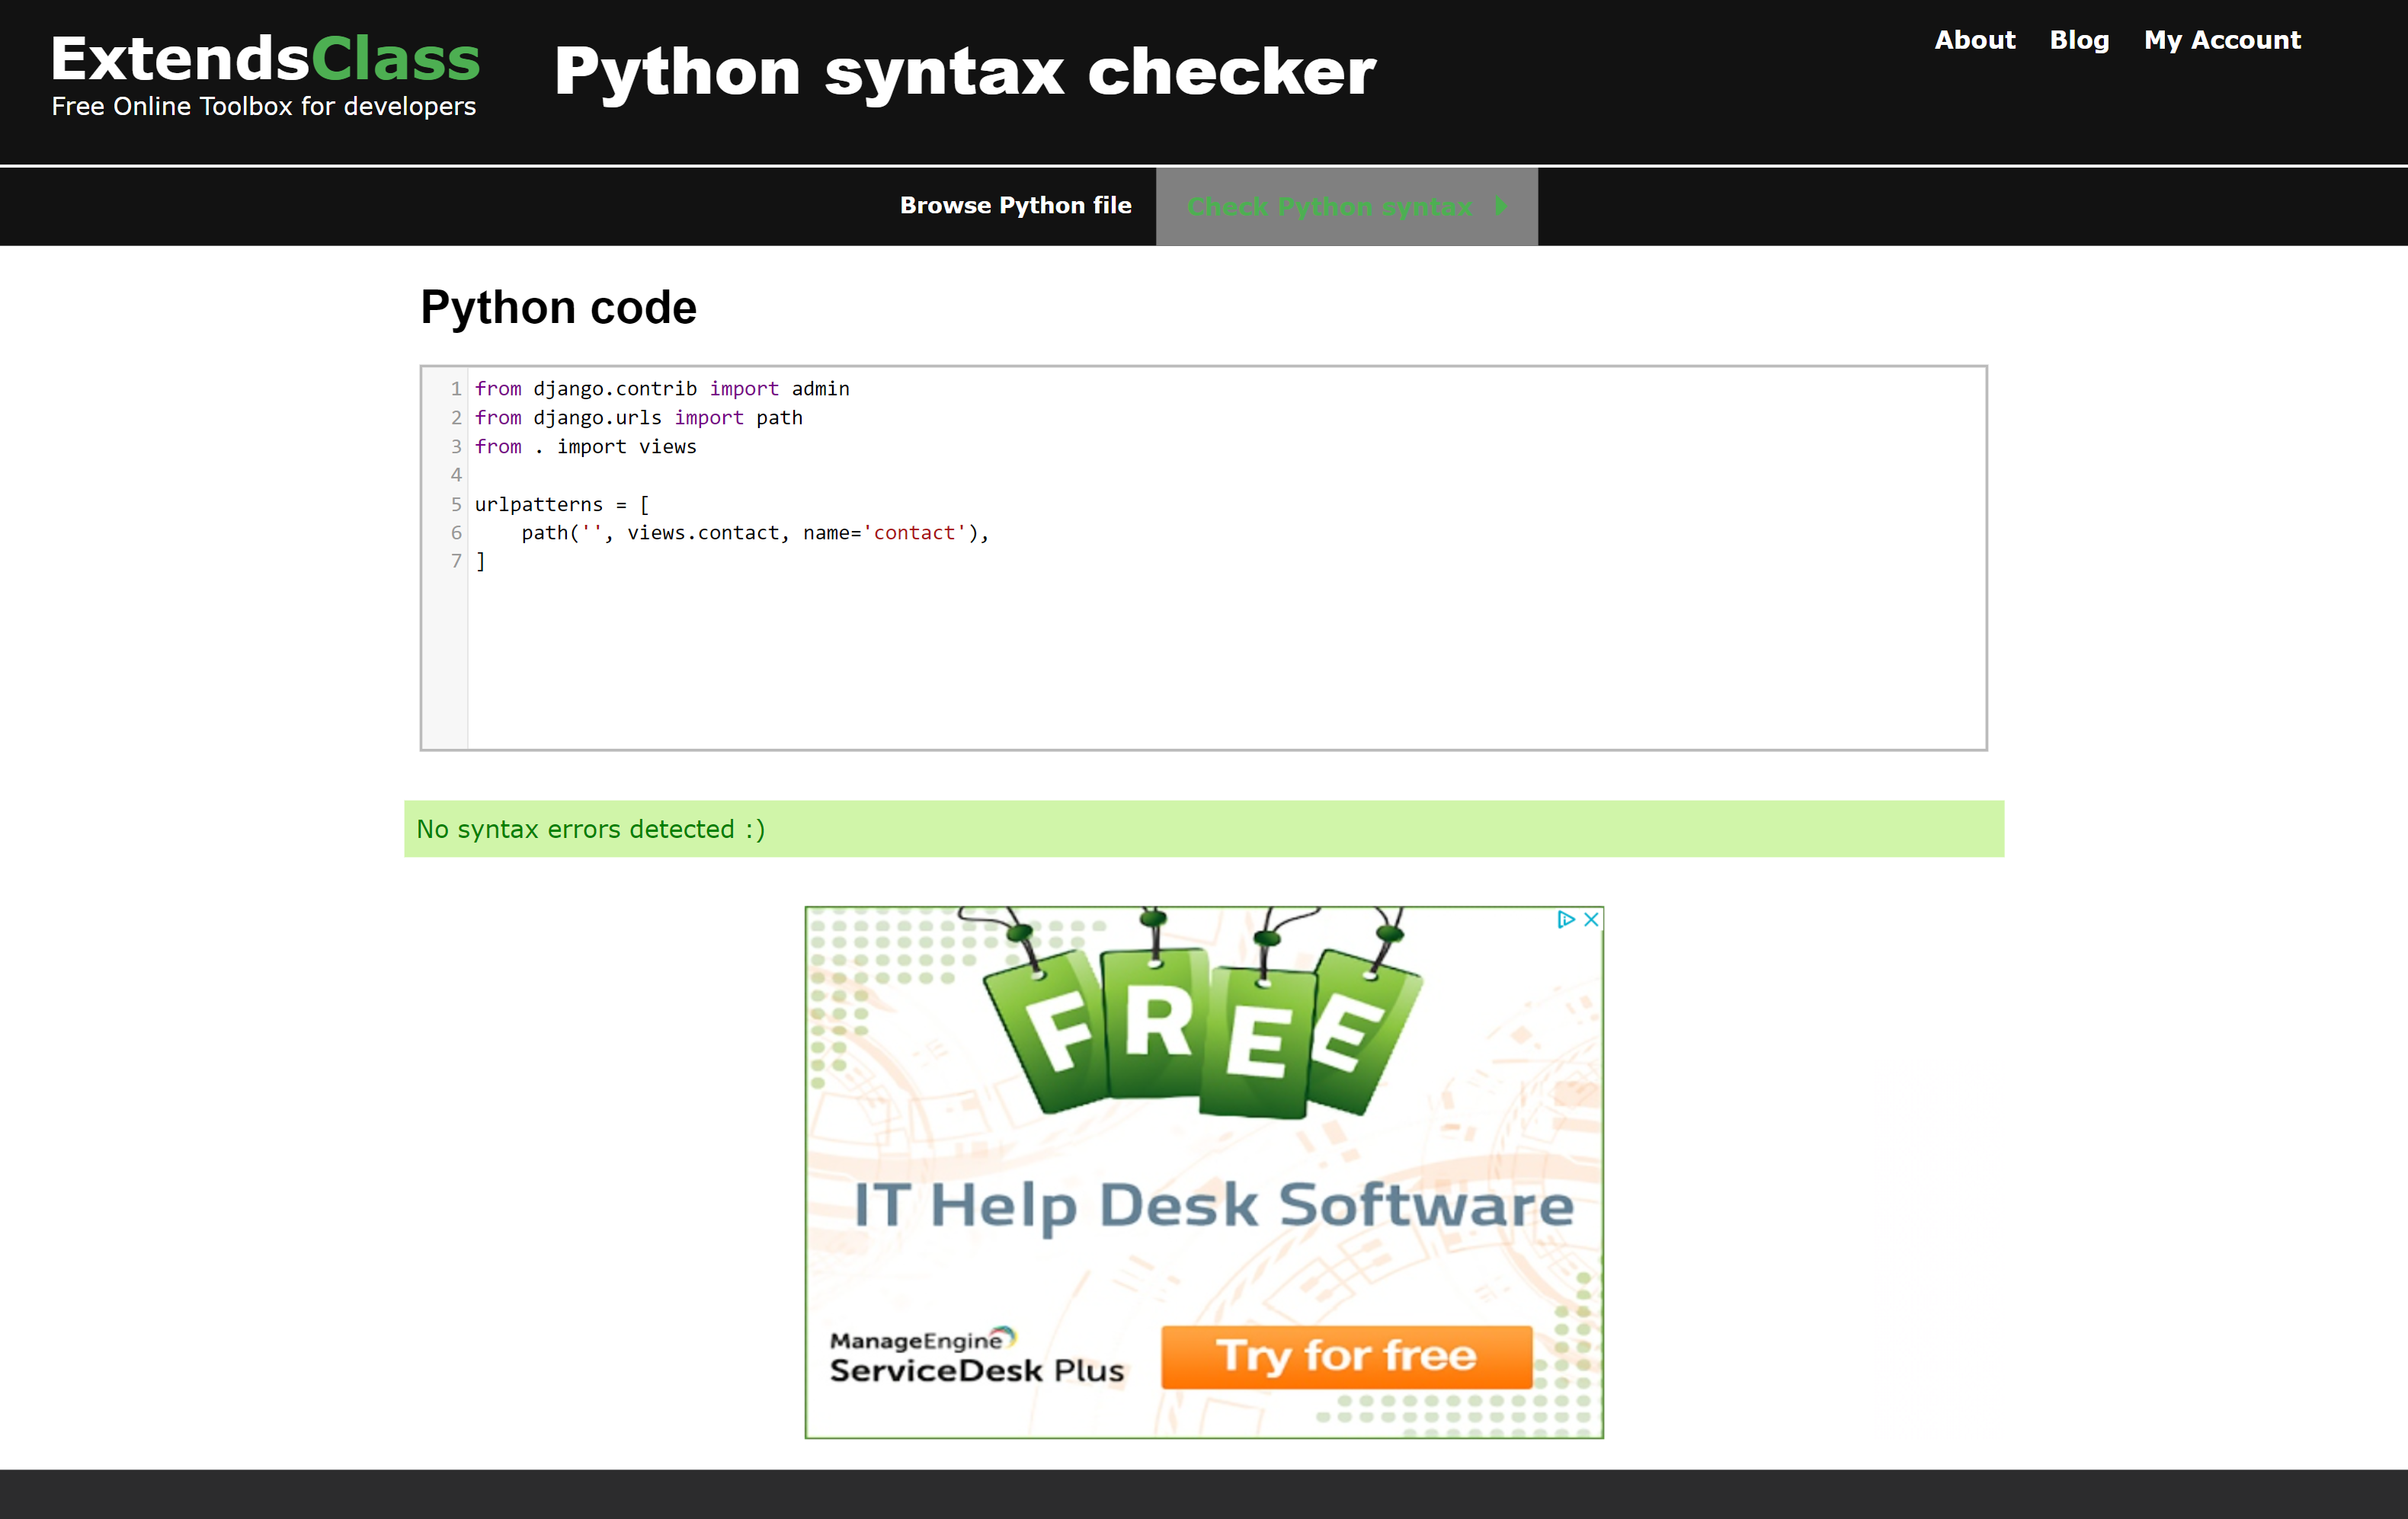 ExtendsClass
Free Online Toolbox for developers
Python syntax checker
About Blog My Account
Browse Python file
Check Python syntax
Python code
1 from django.contrib import admin
2 from django.urls import path
3 from . import views
4
5 urlpatterns = [
6     path('', views.contact, name='contact'),
7 ]
No syntax errors detected :)
FREE
IT Help Desk Software
ManageEngine
ServiceDesk Plus
Try for free